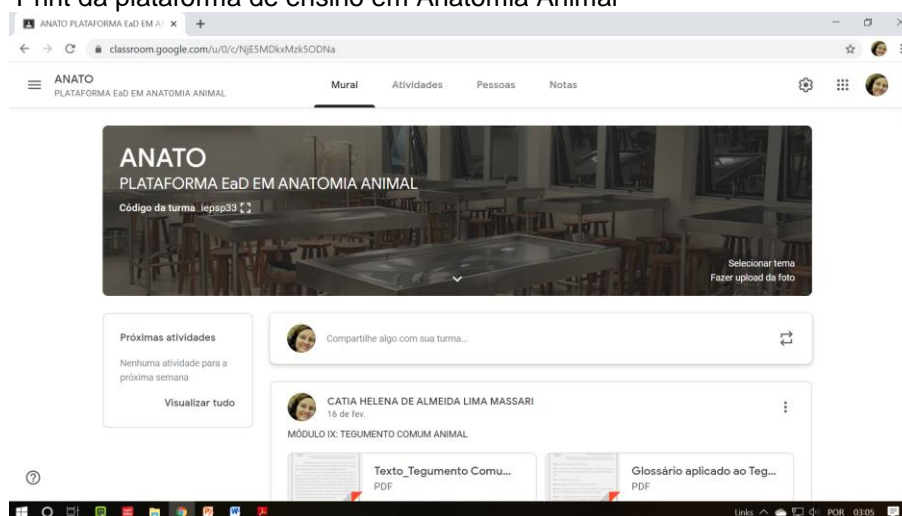 Print da plataforma de ensino em Anatomia Animal
ANATO PLATAFORMA EaD EM A
classroom.google.com/u/0/c/NjE5MDkxMzk5ODNa
ANATO
PLATAFORMA EaD EM ANATOMIA ANIMAL
Mural Atividades Pessoas Notas
ANATO
PLATAFORMA EaD EM ANATOMIA ANIMAL
Código da turma iepsp33
Selecionar tema
Fazer upload da foto
Próximas atividades
Nenhuma atividade para a
próxima semana
Visualizar tudo
Compartilhe algo com sua turma...
CATIA HELENA DE ALMEIDA LIMA MASSARI
16 de fev.
MÓDULO IX: TEGUMENTO COMUM ANIMAL
Texto_Tegumento Comu...
PDF
Glossário aplicado ao Teg...
PDF
Links POR 03:05